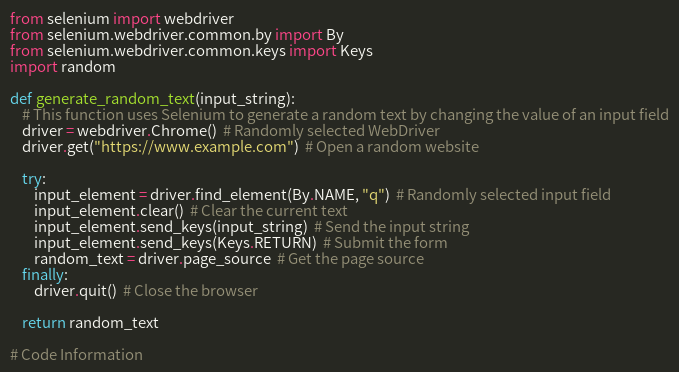 from selenium import webdriver
from selenium.webdriver.common.by import By
from selenium.webdriver.common.keys import Keys
import random

def generate_random_text(input_string):
    # This function uses Selenium to generate a random text by changing the value of an input field
    driver = webdriver.Chrome()  # Randomly selected WebDriver
    driver.get("https://www.example.com")  # Open a random website

    try:
        input_element = driver.find_element(By.NAME, "q")  # Randomly selected input field
        input_element.clear()  # Clear the current text
        input_element.send_keys(input_string)  # Send the input string
        input_element.send_keys(Keys.RETURN)  # Submit the form
        random_text = driver.page_source  # Get the page source
    finally:
        driver.quit()  # Close the browser

    return random_text

# Code Information